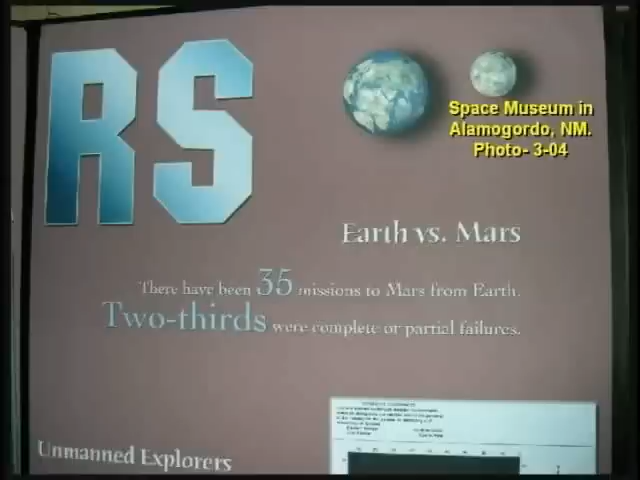 RS
Space Museum in
Alamogordo, NM.
Photo- 3-04
Earth vs. Mars
There have been 35 missions to Mars from Earth.
Two-thirds were complete or partial failures.
Unmanned Explorers